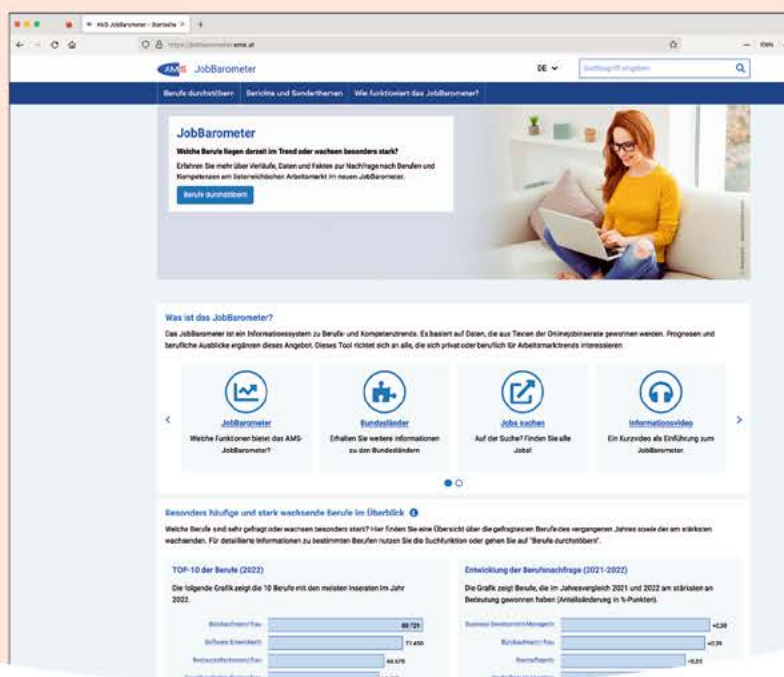 AMS JobBarometer - Startseite
ams.at
AMS JobBarometer
DE
Suchbegriff eingeben
Berufe durchstöbern Berichte und Sonderthemen Wie funktioniert das JobBarometer?
JobBarometer
Welche Berufe liegen derzeit im Trend oder wachsen besonders stark?
Erfahren Sie mehr über Verläufe, Daten und Fakten zur Nachfrage nach Berufen und
Kompetenzen am österreichischen Arbeitsmarkt im neuen JobBarometer.
Berufe durchstöbern
Was ist das JobBarometer?
Das JobBarometer ist ein Informationssystem zu Berufs- und Kompetenztrends. Es basiert auf Daten, die aus Texten der Onlinejobinserate gewonnen werden. Prognosen und
berufliche Ausblicke ergänzen dieses Angebot. Dieses Tool richtet sich an alle, die sich privat oder beruflich für Arbeitsmarkttrends interessieren.
JobBarometer
Welche Funktionen bietet das AMS-
JobBarometer?
Bundesländer
Erhalten Sie weitere Informationen
zu den Bundesländern
Jobs suchen
Auf der Suche? Finden Sie alle
Jobs!
Informationsvideo
Ein Kurzvideo als Einführung zum
JobBarometer.
Besonders häufige und stark wachsende Berufe im Überblick
Welche Berufe sind sehr gefragt oder wachsen besonders stark? Hier finden Sie eine Übersicht über die gefragtesten Berufe des vergangenen Jahres sowie der am stärksten
wachsenden. Für detaillierte Informationen zu bestimmten Berufen nutzen Sie die Suchfunktion oder gehen Sie auf "Berufe durchstöbern".
TOP-10 der Berufe (2022)
Die folgende Grafik zeigt die 10 Berufe mit den meisten Inseraten im Jahr
2022.
Bürokaufmann/-frau
Software-EntwicklerIn
Restaurantfachmann/-frau
Entwicklung der Berufsnachfrage (2021-2022)
Die Grafik zeigt Berufe, die im Jahresvergleich 2021 und 2022 am stärksten an
Bedeutung gewonnen haben (Anteilsänderung in %-Punkten).
Business-Development-ManagerIn
Bürokaufmann/-frau